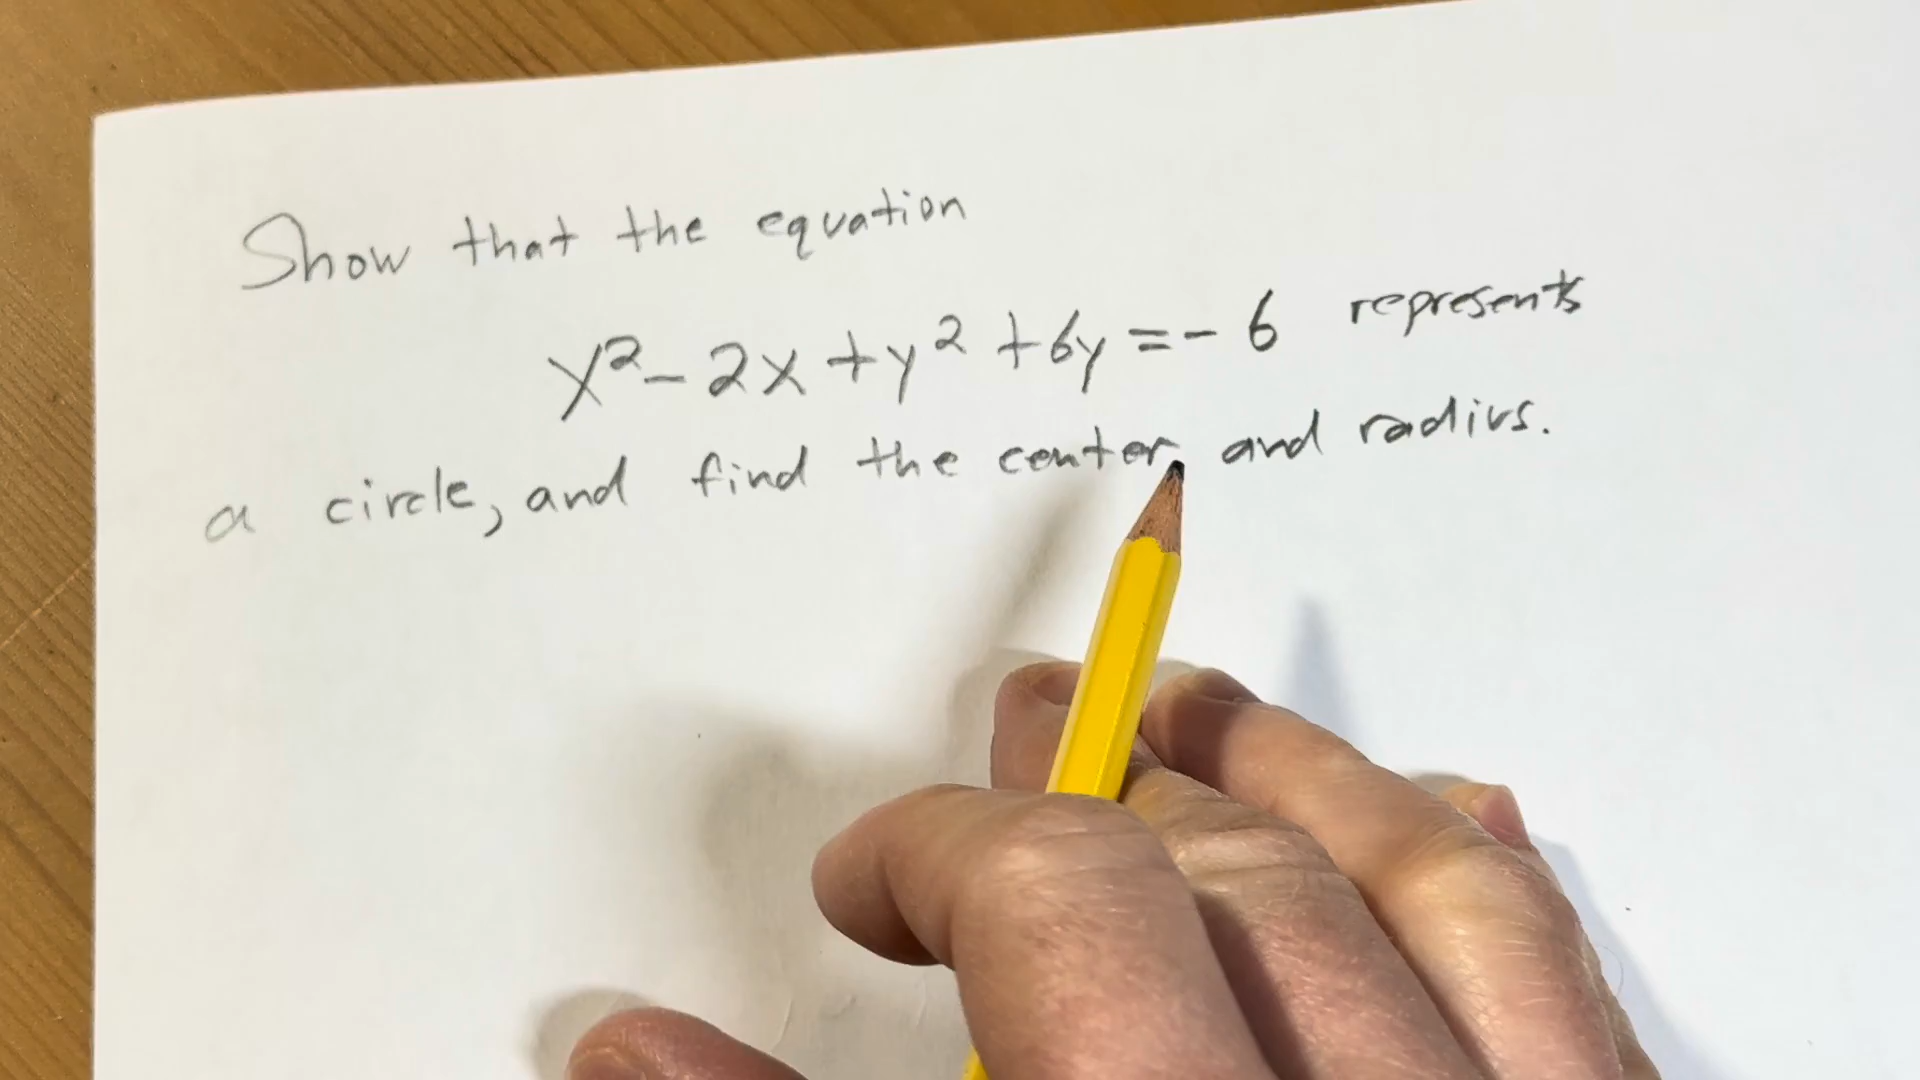 Show that the equation
x² - 2x + y² + 6y = - 6 represents
a circle, and find the center and radius.